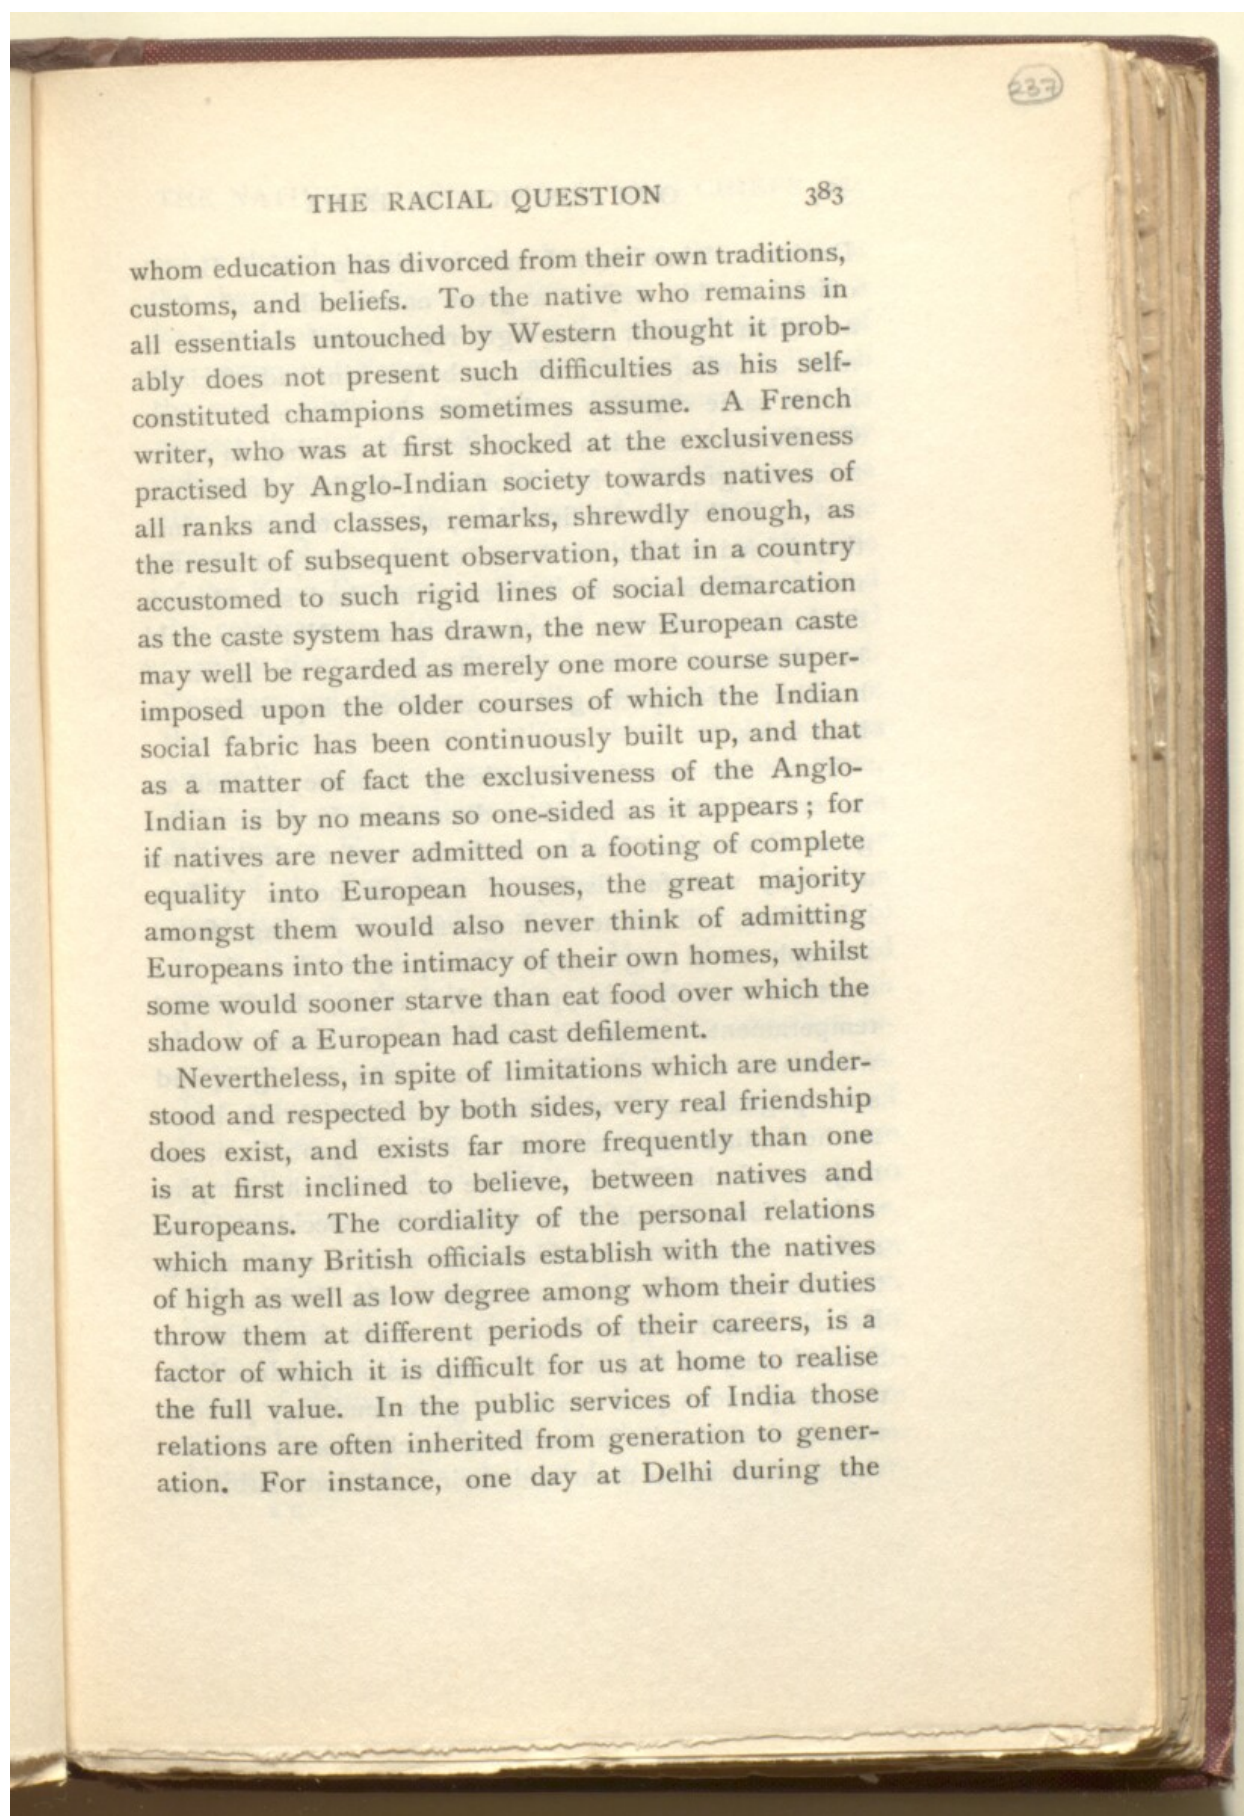 237
THE RACIAL QUESTION 383
whom education has divorced from their own traditions,
customs, and beliefs. To the native who remains in
all essentials untouched by Western thought it prob-
ably does not present such difficulties as his self-
constituted champions sometimes assume. A French
writer, who was at first shocked at the exclusiveness
practised by Anglo-Indian society towards natives of
all ranks and classes, remarks, shrewdly enough, as
the result of subsequent observation, that in a country
accustomed to such rigid lines of social demarcation
as the caste system has drawn, the new European caste
may well be regarded as merely one more course super-
imposed upon the older courses of which the Indian
social fabric has been continuously built up, and that
as a matter of fact the exclusiveness of the Anglo-
Indian is by no means so one-sided as it appears; for
if natives are never admitted on a footing of complete
equality into European houses, the great majority
amongst them would also never think of admitting
Europeans into the intimacy of their own homes, whilst
some would sooner starve than eat food over which the
shadow of a European had cast defilement.
Nevertheless, in spite of limitations which are under-
stood and respected by both sides, very real friendship
does exist, and exists far more frequently than one
is at first inclined to believe, between natives and
Europeans. The cordiality of the personal relations
which many British officials establish with the natives
of high as well as low degree among whom their duties
throw them at different periods of their careers, is a
factor of which it is difficult for us at home to realise
the full value. In the public services of India those
relations are often inherited from generation to gener-
ation. For instance, one day at Delhi during the